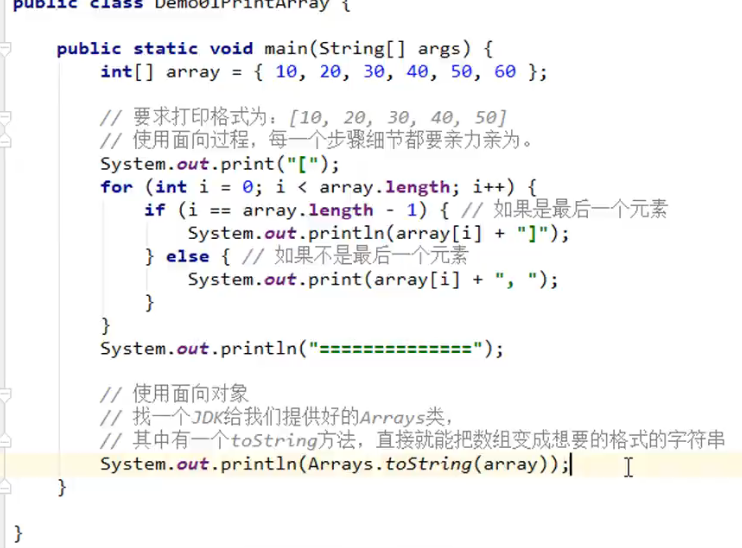 public class Demo01PrintArray {
public static void main(String[] args) {
int[] array = { 10, 20, 30, 40, 50, 60 };
// 要求打印格式为：[10, 20, 30, 40, 50]
// 使用面向过程，每一个步骤细节都要亲力亲为。
System.out.print("[");
for (int i = 0; i < array.length; i++) {
if (i == array.length - 1) { // 如果是最后一个元素
System.out.println(array[i] + "]");
} else { // 如果不是最后一个元素
System.out.print(array[i] + ", ");
}
}
System.out.println("==============");
// 使用面向对象
// 找一个JDK给我们提供好的Arrays类，
// 其中有一个toString方法，直接就能把数组变成想要的格式的字符串
System.out.println(Arrays.toString(array));
}
}